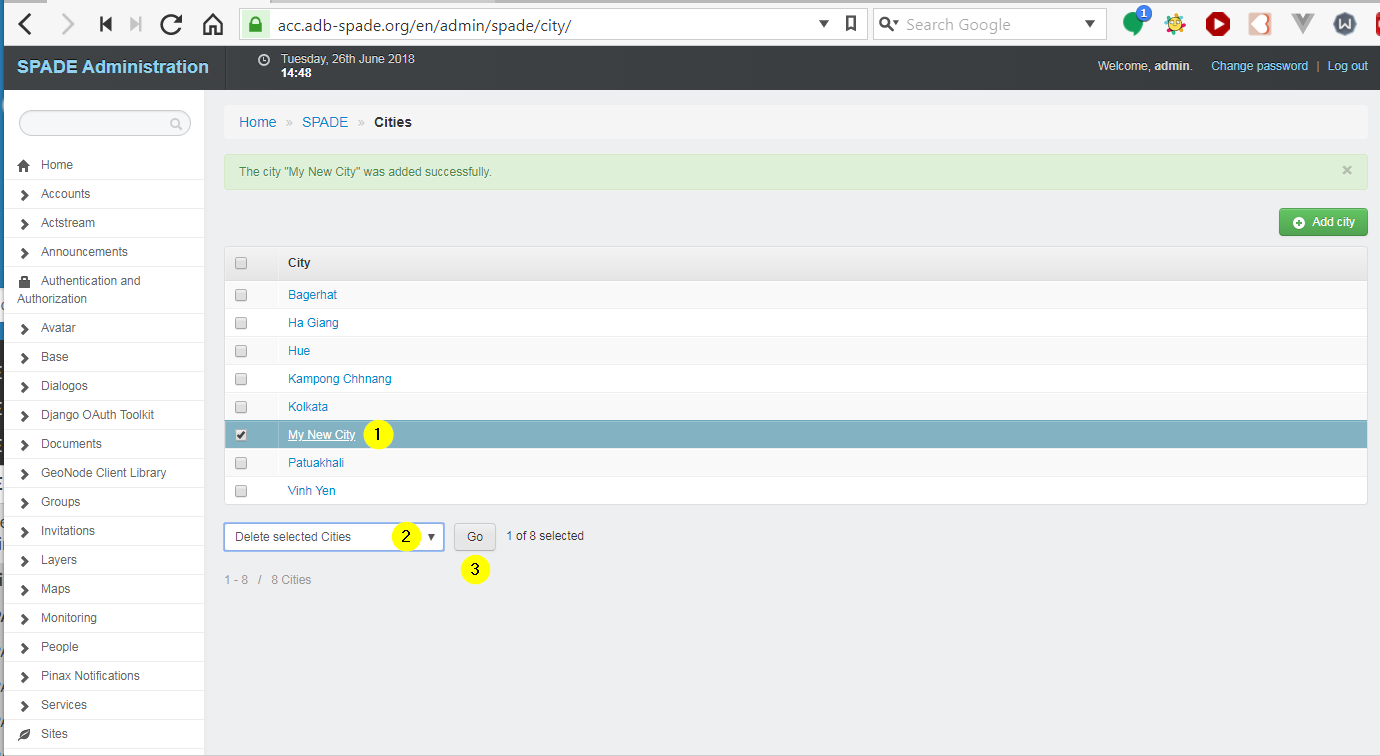 acc.adb-spade.org/en/admin/spade/city/
Search Google
1
SPADE Administration
Tuesday, 26th June 2018
14:48
Welcome, admin.
Change password | Log out
Home
Accounts
Actstream
Announcements
Authentication and
Authorization
Avatar
Base
Dialogos
Django OAuth Toolkit
Documents
GeoNode Client Library
Groups
Invitations
Layers
Maps
Monitoring
People
Pinax Notifications
Services
Sites
Home » SPADE » Cities
The city "My New City" was added successfully.
Add city
City
Bagerhat
Ha Giang
Hue
Kampong Chhnang
Kolkata
My New City 1
Patuakhali
Vinh Yen
Delete selected Cities 2 Go 1 of 8 selected
3
1 - 8 / 8 Cities